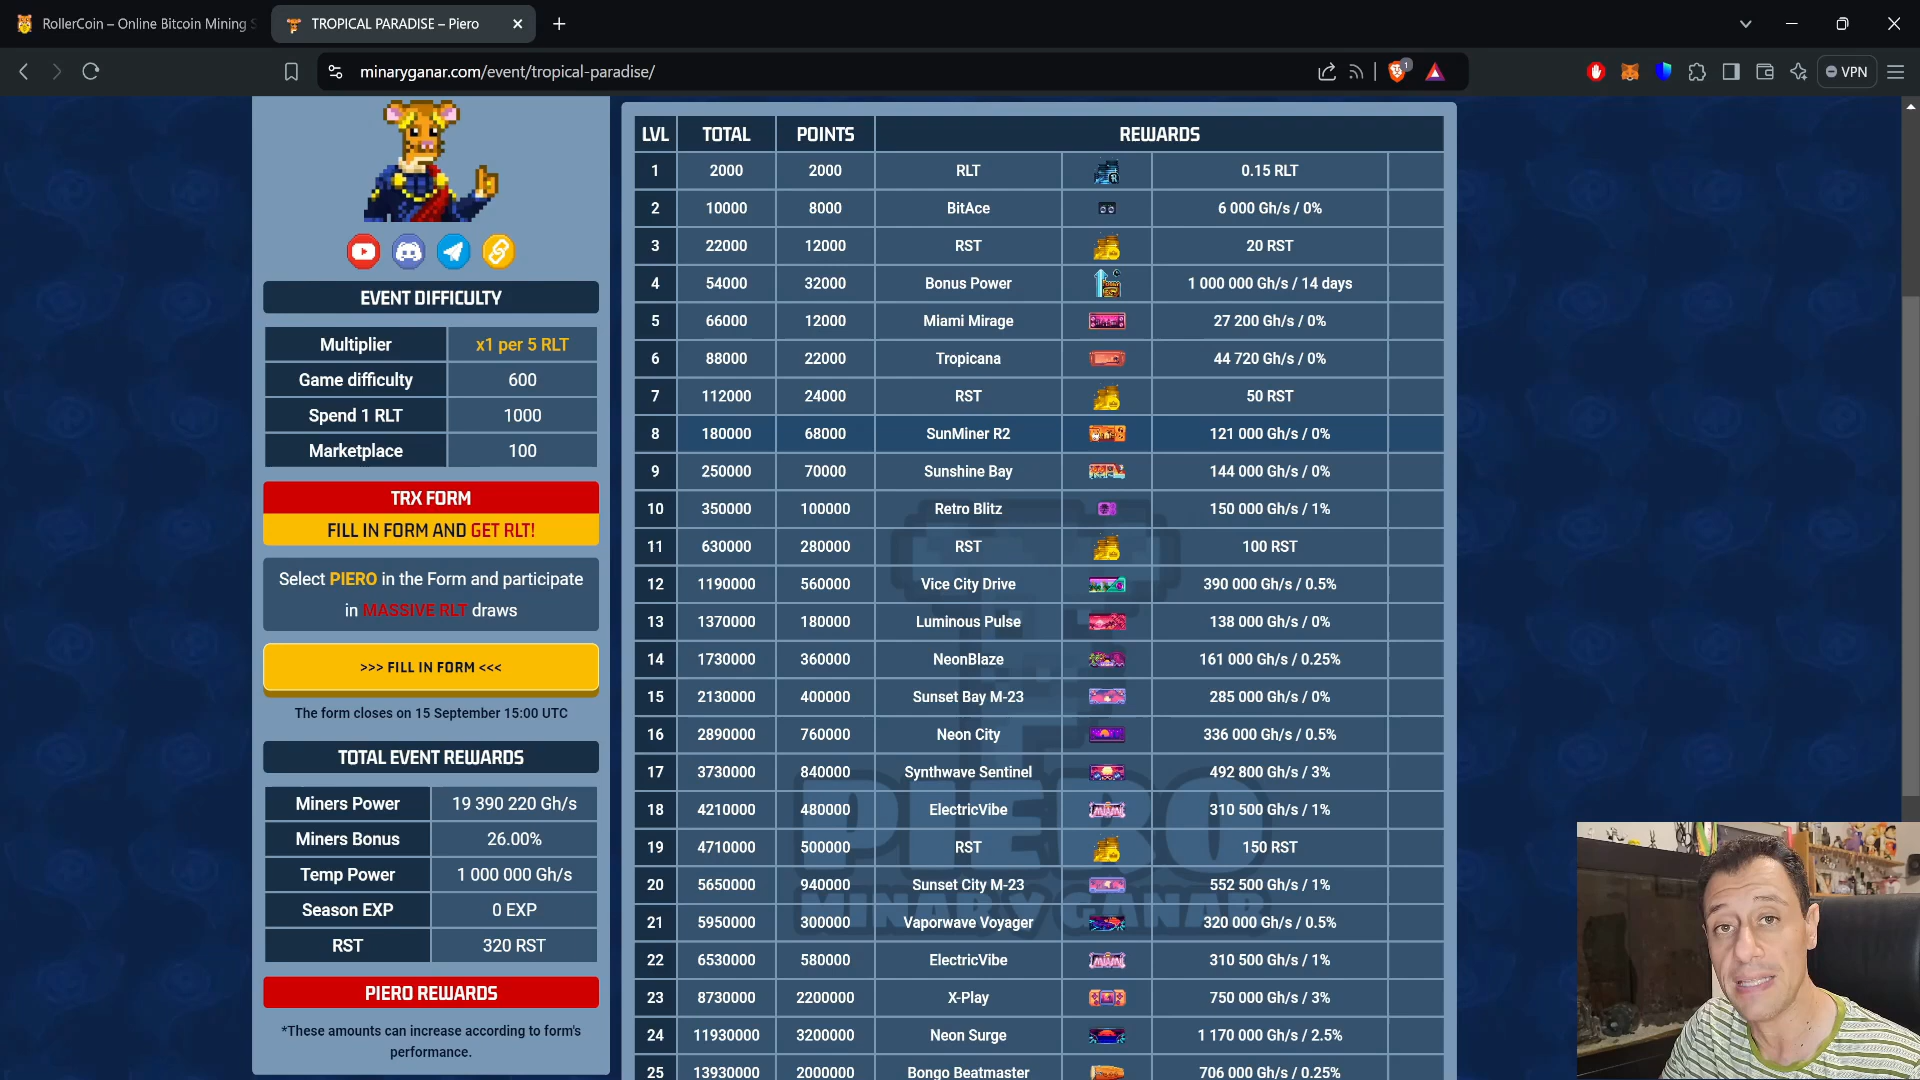 RollerCoin – Online Bitcoin Mining S
TROPICAL PARADISE – Piero
minaryganar.com/event/tropical-paradise/
1
VPN
EVENT DIFFICULTY
Multiplier x1 per 5 RLT
Game difficulty 600
Spend 1 RLT 1000
Marketplace 100
TRX FORM
FILL IN FORM AND GET RLT!
Select PIERO in the Form and participate
in MASSIVE RLT draws
>>> FILL IN FORM <<<
The form closes on 15 September 15:00 UTC
TOTAL EVENT REWARDS
Miners Power 19 390 220 Gh/s
Miners Bonus 26.00%
Temp Power 1 000 000 Gh/s
Season EXP 0 EXP
RST 320 RST
PIERO REWARDS
*These amounts can increase according to form's
performance.
LVL TOTAL POINTS REWARDS
1 2000 2000 RLT 0.15 RLT
2 10000 8000 BitAce 6 000 Gh/s / 0%
3 22000 12000 RST 20 RST
4 54000 32000 Bonus Power 1 000 000 Gh/s / 14 days
5 66000 12000 Miami Mirage 27 200 Gh/s / 0%
6 88000 22000 Tropicana 44 720 Gh/s / 0%
7 112000 24000 RST 50 RST
8 180000 68000 SunMiner R2 121 000 Gh/s / 0%
9 250000 70000 Sunshine Bay 144 000 Gh/s / 0%
10 350000 100000 Retro Blitz 150 000 Gh/s / 1%
11 630000 280000 RST 100 RST
12 1190000 560000 Vice City Drive 390 000 Gh/s / 0.5%
13 1370000 180000 Luminous Pulse 138 000 Gh/s / 0%
14 1730000 360000 NeonBlaze 161 000 Gh/s / 0.25%
15 2130000 400000 Sunset Bay M-23 285 000 Gh/s / 0%
16 2890000 760000 Neon City 336 000 Gh/s / 0.5%
17 3730000 840000 Synthwave Sentinel 492 800 Gh/s / 3%
18 4210000 480000 ElectricVibe 310 500 Gh/s / 1%
19 4710000 500000 RST 150 RST
20 5650000 940000 Sunset City M-23 552 500 Gh/s / 1%
21 5950000 300000 Vaporwave Voyager 320 000 Gh/s / 0.5%
22 6530000 580000 ElectricVibe 310 500 Gh/s / 1%
23 8730000 2200000 X-Play 750 000 Gh/s / 3%
24 11930000 3200000 Neon Surge 1 170 000 Gh/s / 2.5%
25 13930000 2000000 Bongo Beatmaster 706 000 Gh/s / 0.25%
PIERO
MINAR Y GANAR